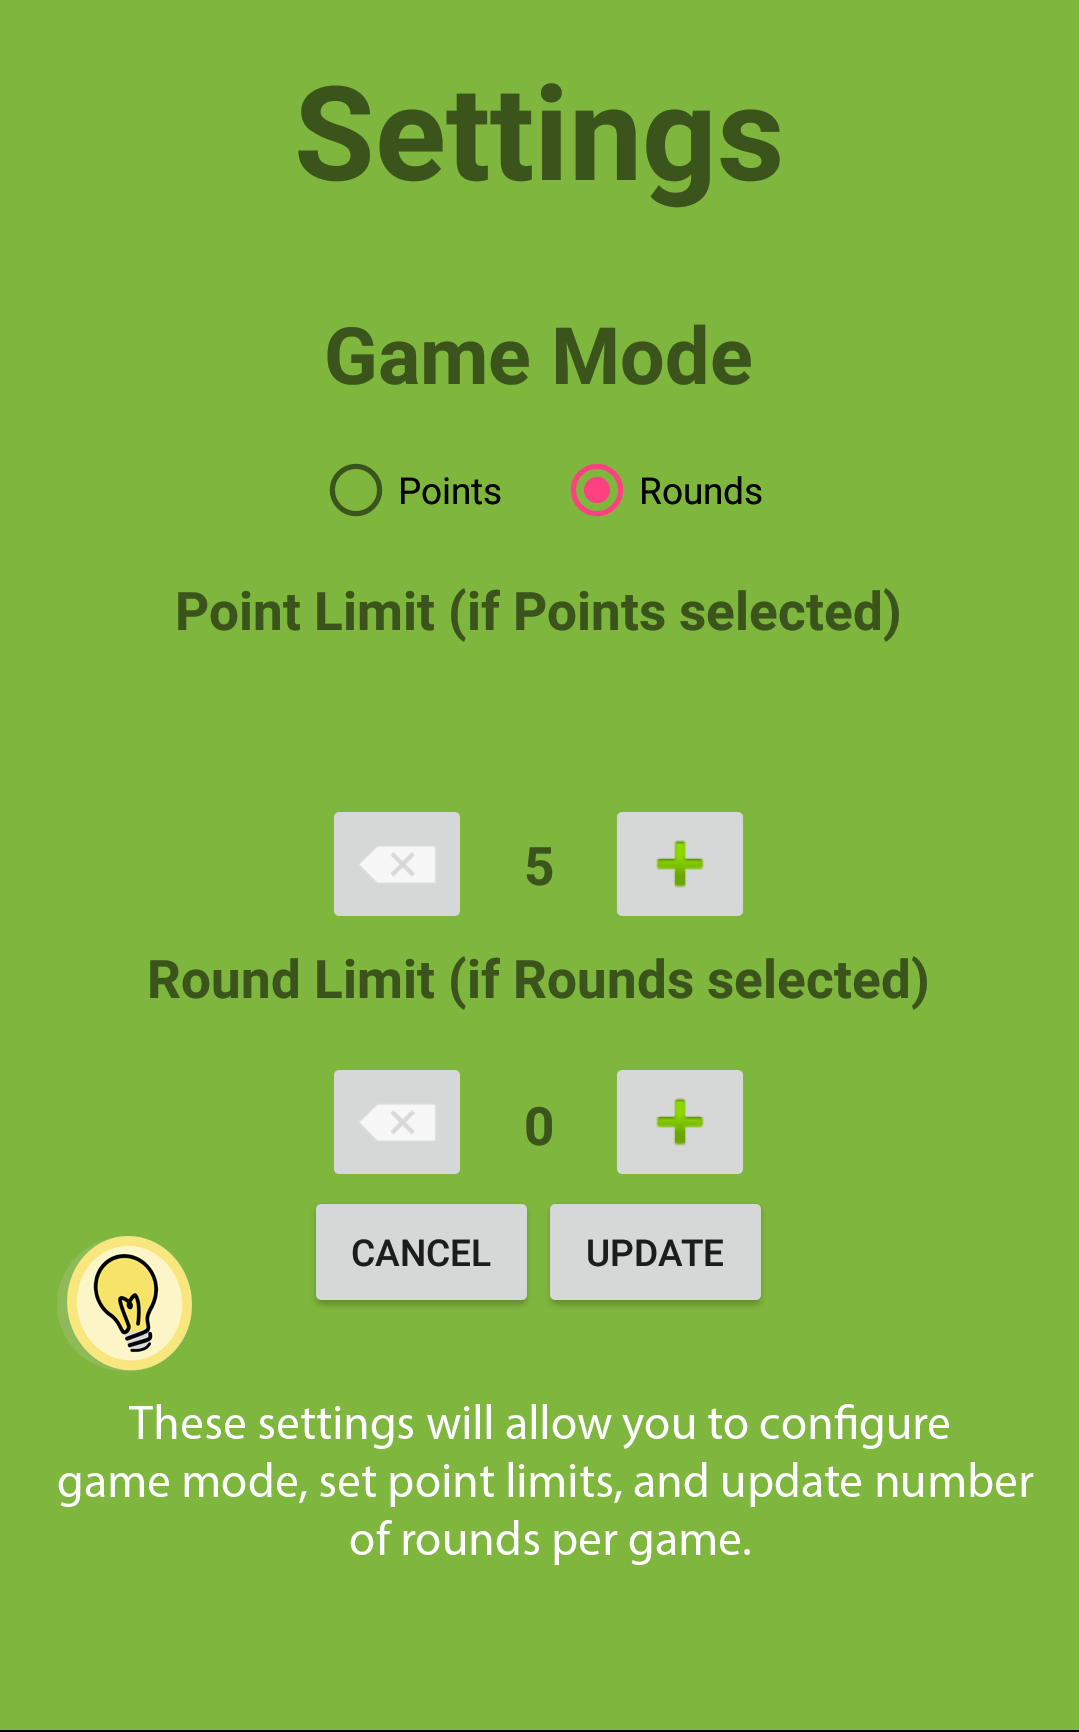 Settings
Game Mode
Points Rounds
Point Limit (if Points selected)
5
Round Limit (if Rounds selected)
0
CANCEL UPDATE
These settings will allow you to configure
game mode, set point limits, and update number
of rounds per game.